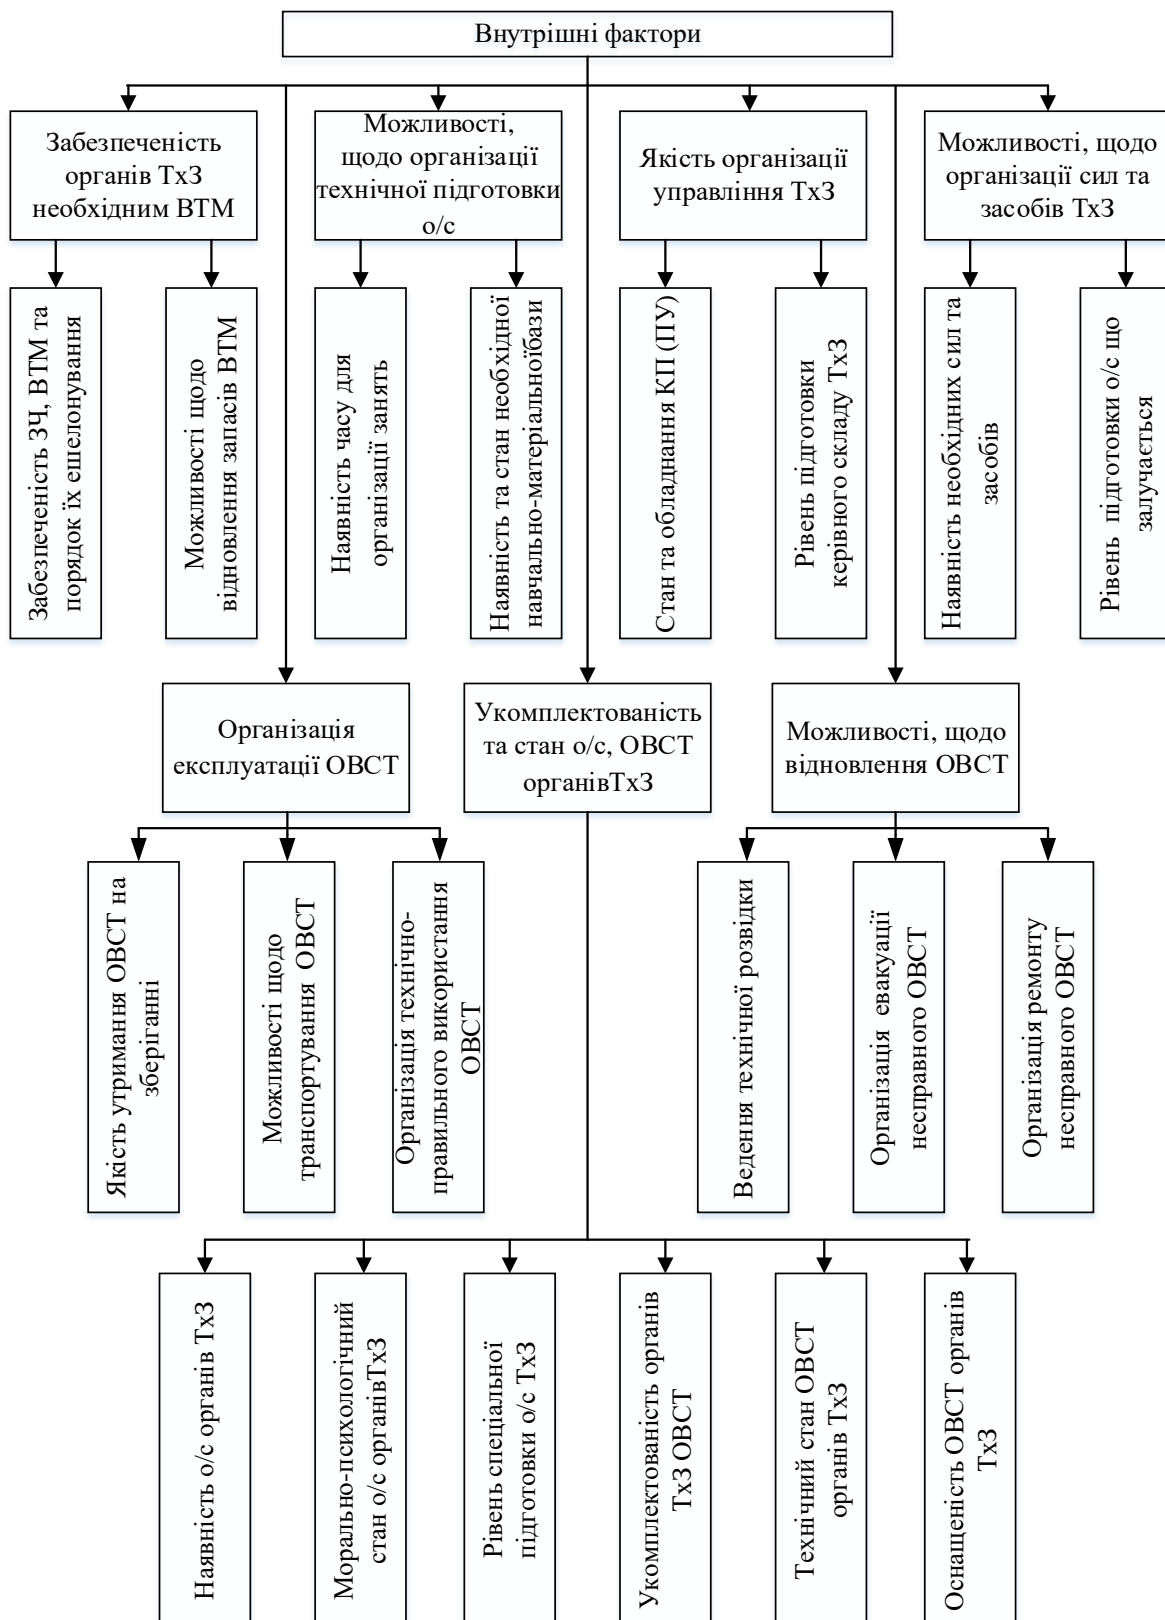 Внутрішні фактори
Забезпеченість
органів ТхЗ
необхідним ВТМ
Можливості,
щодо організації
технічної підготовки
о/с
Якість організації
управління ТхЗ
Можливості, щодо
організації сил та
засобів ТхЗ
Забезпеченість ЗЧ, ВТМ та
порядок їх ешелонування
Можливості щодо
відновлення запасів ВТМ
Наявність часу для
організації занять
Наявність та стан необхідної
навчально-матеріальноїбази
Стан та обладнання КП (ПУ)
Рівень підготовки
керівного складу ТхЗ
Наявність необхідних сил та
засобів
Рівень підготовки о/с що
залучається
Організація
експлуатації ОВСТ
Укомплектованість
та стан о/с, ОВСТ
органівТхЗ
Можливості, щодо
відновлення ОВСТ
Якість утримання ОВСТ на
зберіганні
Можливості щодо
транспортування ОВСТ
Організація технічно-
правильного використання
ОВСТ
Ведення технічної розвідки
Організація евакуації
несправного ОВСТ
Організація ремонту
несправного ОВСТ
Наявність о/с органів ТхЗ
Морально-психологічний
стан о/с органівТхЗ
Рівень спеціальної
підготовки о/с ТхЗ
Укомплектованість органів
ТхЗ ОВСТ
Технічний стан ОВСТ
органів ТхЗ
Оснащеність ОВСТ органів
ТхЗ